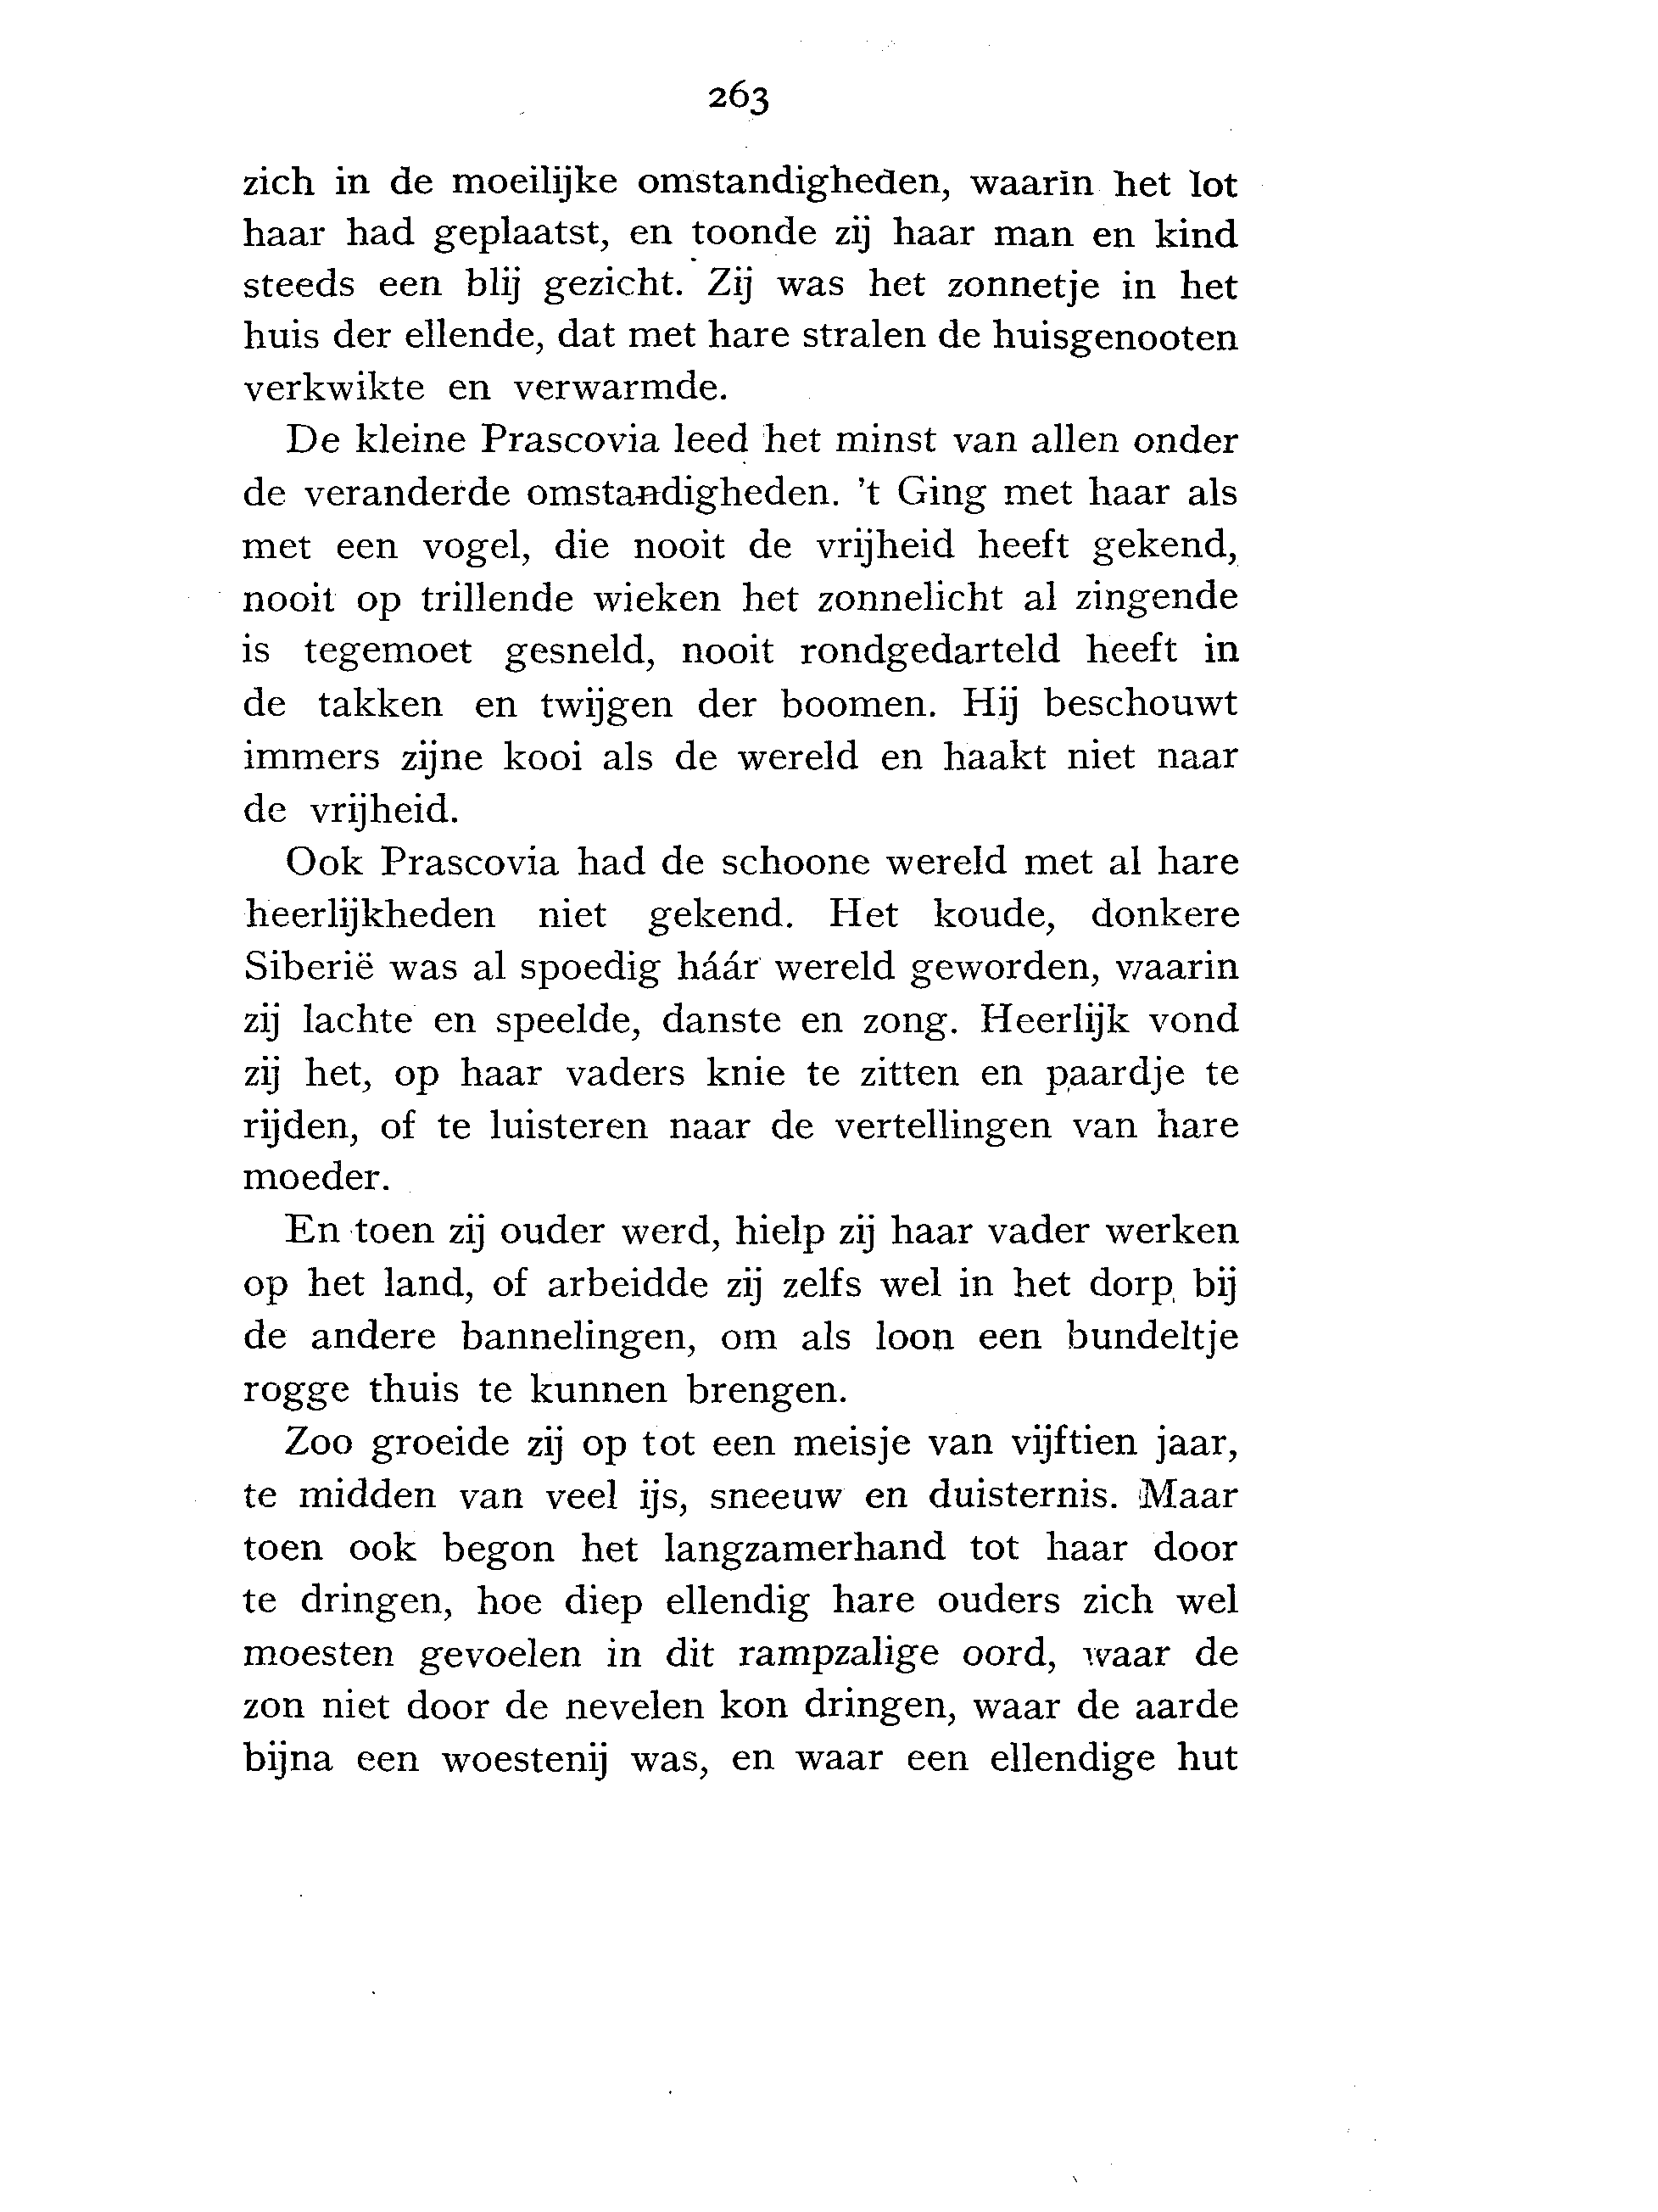 263
zich in de moeilijke omstandigheden, waarin het lot
haar had geplaatst, en toonde zij haar man en kind
steeds een blij gezicht. Zij was het zonnetje in het
huis der ellende, dat met hare stralen de huisgenooten
verkwikte en verwarmde.
De kleine Prascovia leed het minst van allen onder
de veranderde omstandigheden. 't Ging met haar als
met een vogel, die nooit de vrijheid heeft gekend,
nooit op trillende wieken het zonnelicht al zingende
is tegemoet gesneld, nooit rondgedarteld heeft in
de takken en twijgen der boomen. Hij beschouwt
immers zijne kooi als de wereld en haakt niet naar
de vrijheid.
Ook Prascovia had de schoone wereld met al hare
heerlijkheden niet gekend. Het koude, donkere
Siberië was al spoedig háár wereld geworden, waarin
zij lachte en speelde, danste en zong. Heerlijk vond
zij het, op haar vaders knie te zitten en paardje te
rijden, of te luisteren naar de vertellingen van hare
moeder.
En toen zij ouder werd, hielp zij haar vader werken
op het land, of arbeidde zij zelfs wel in het dorp bij
de andere bannelingen, om als loon een bundeltje
rogge thuis te kunnen brengen.
Zoo groeide zij op tot een meisje van vijftien jaar,
te midden van veel ijs, sneeuw en duisternis. Maar
toen ook begon het langzamerhand tot haar door
te dringen, hoe diep ellendig hare ouders zich wel
moesten gevoelen in dit rampzalige oord, waar de
zon niet door de nevelen kon dringen, waar de aarde
bijna een woestenij was, en waar een ellendige hut